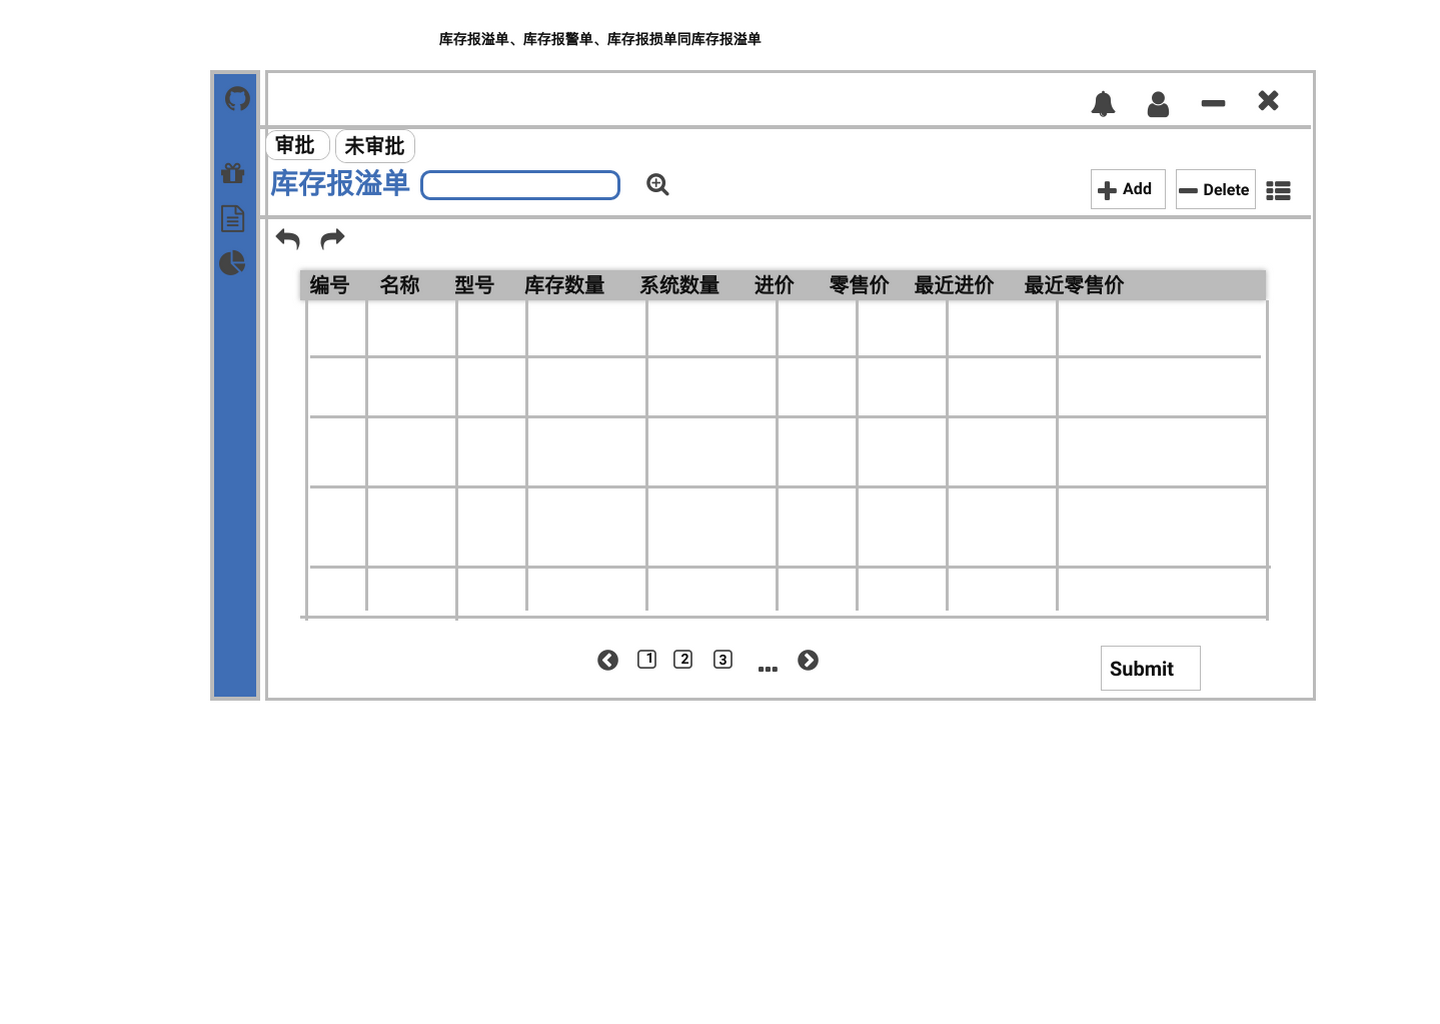 库存报溢单、库存报警单、库存报损单同库存报溢单
审批 未审批
库存报溢单
Add Delete
编号 名称 型号 库存数量 系统数量 进价 零售价 最近进价 最近零售价
1 2 3 ...
Submit